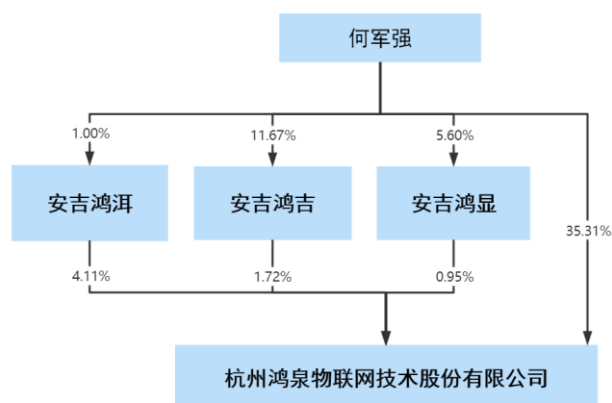 何军强
1.00%
11.67%
5.60%
安吉鸿洱
安吉鸿吉
安吉鸿显
35.31%
4.11%
1.72%
0.95%
杭州鸿泉物联网技术股份有限公司